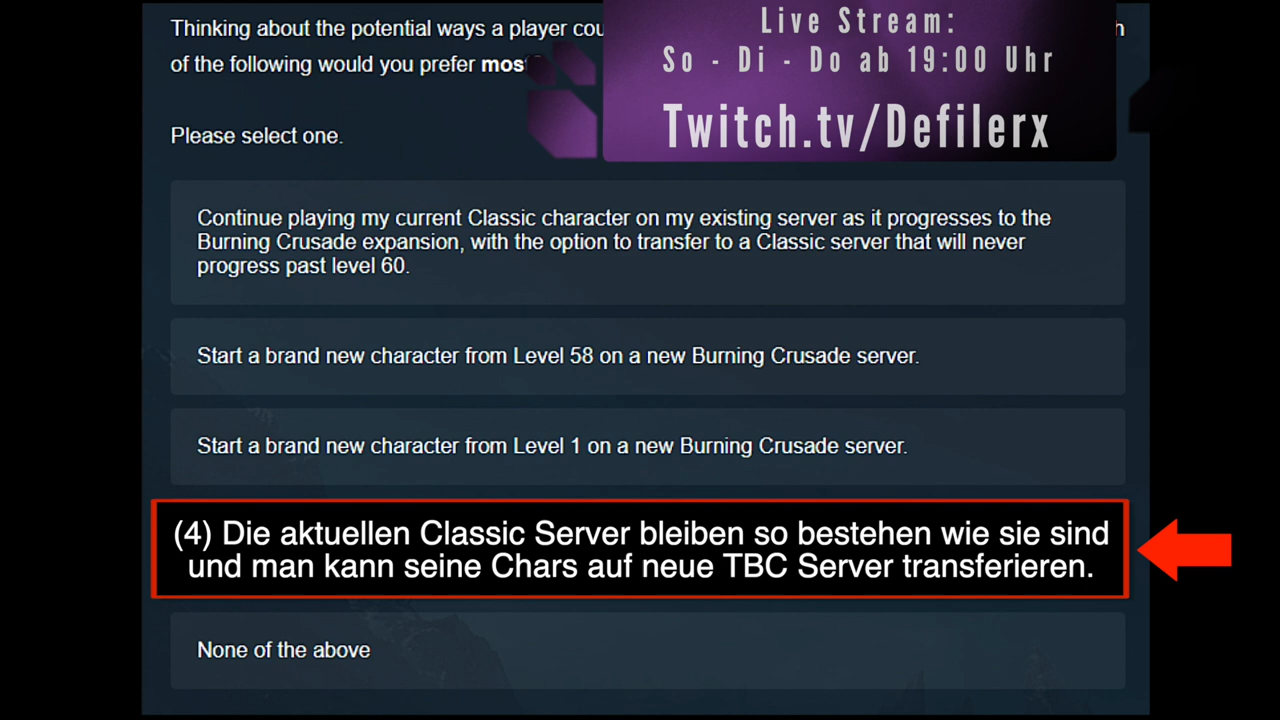 Thinking about the potential ways a player cou
of the following would you prefer most
Live Stream:
So - Di - Do ab 19:00 Uhr
Twitch.tv/Defilerx
Please select one.
Continue playing my current Classic character on my existing server as it progresses to the
Burning Crusade expansion, with the option to transfer to a Classic server that will never
progress past level 60.
Start a brand new character from Level 58 on a new Burning Crusade server.
Start a brand new character from Level 1 on a new Burning Crusade server.
(4) Die aktuellen Classic Server bleiben so bestehen wie sie sind
und man kann seine Chars auf neue TBC Server transferieren.
None of the above